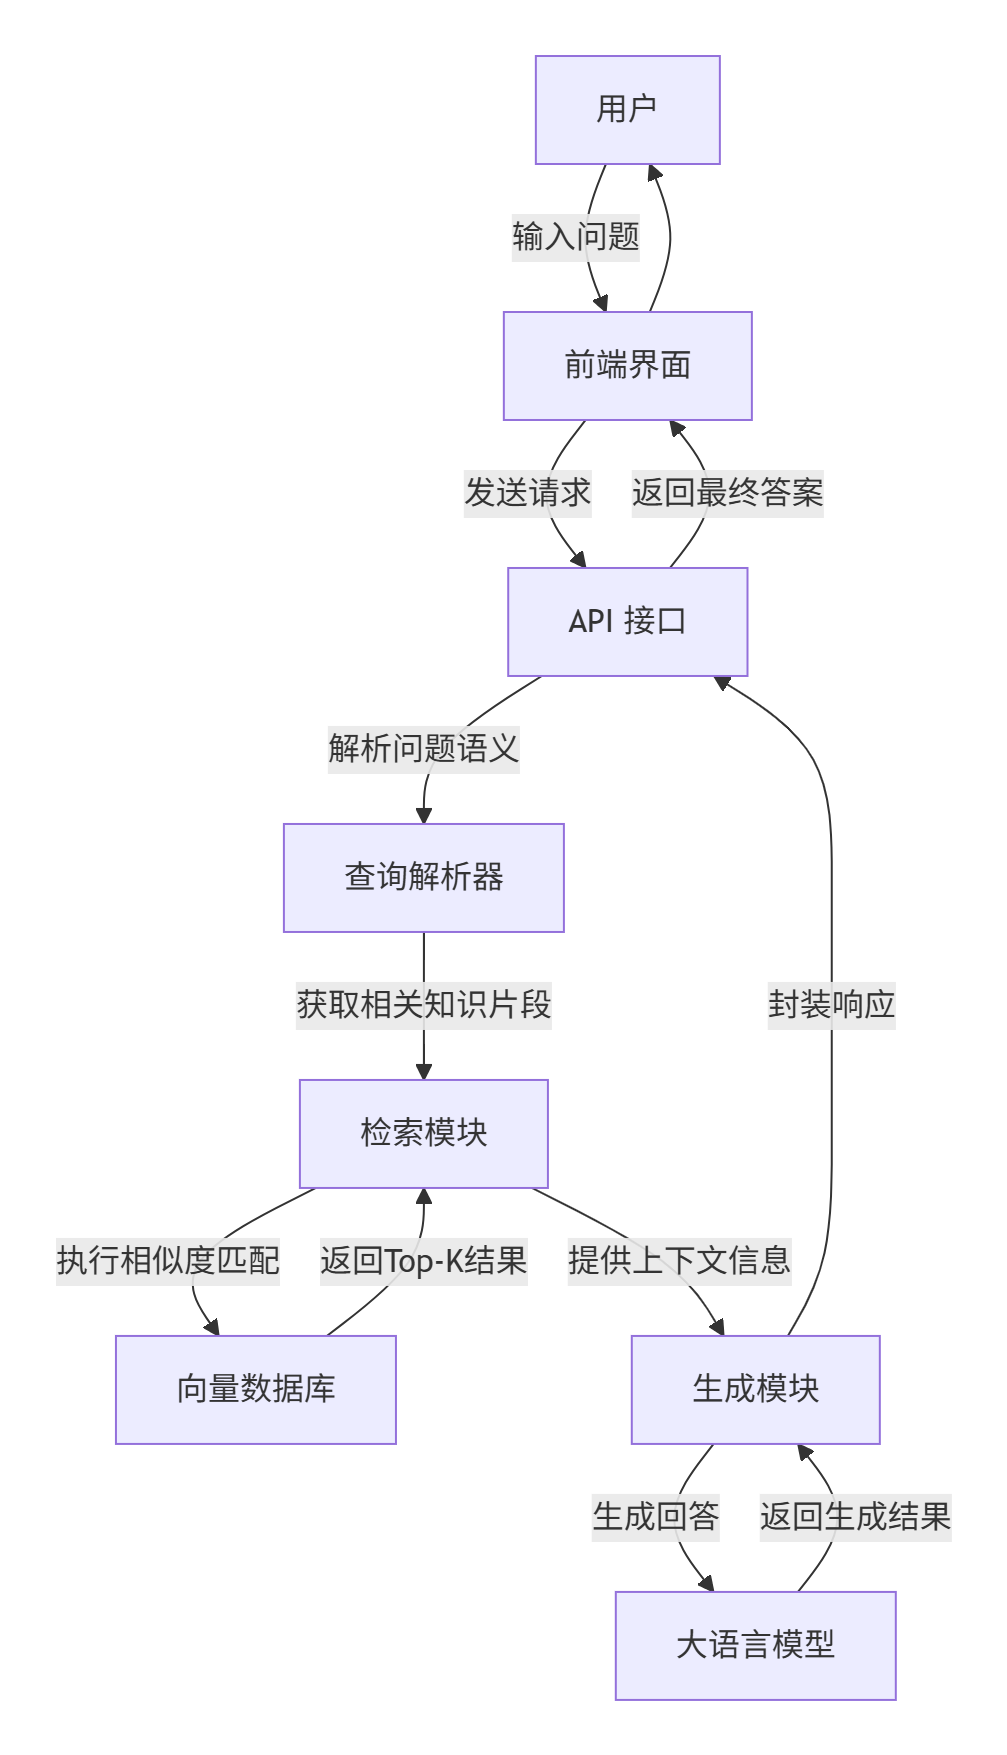 用户
输入问题
前端界面
发送请求
返回最终答案
API 接口
解析问题语义
查询解析器
获取相关知识片段
封装响应
检索模块
执行相似度匹配
返回Top-K结果
提供上下文信息
向量数据库
生成模块
生成回答
返回生成结果
大语言模型